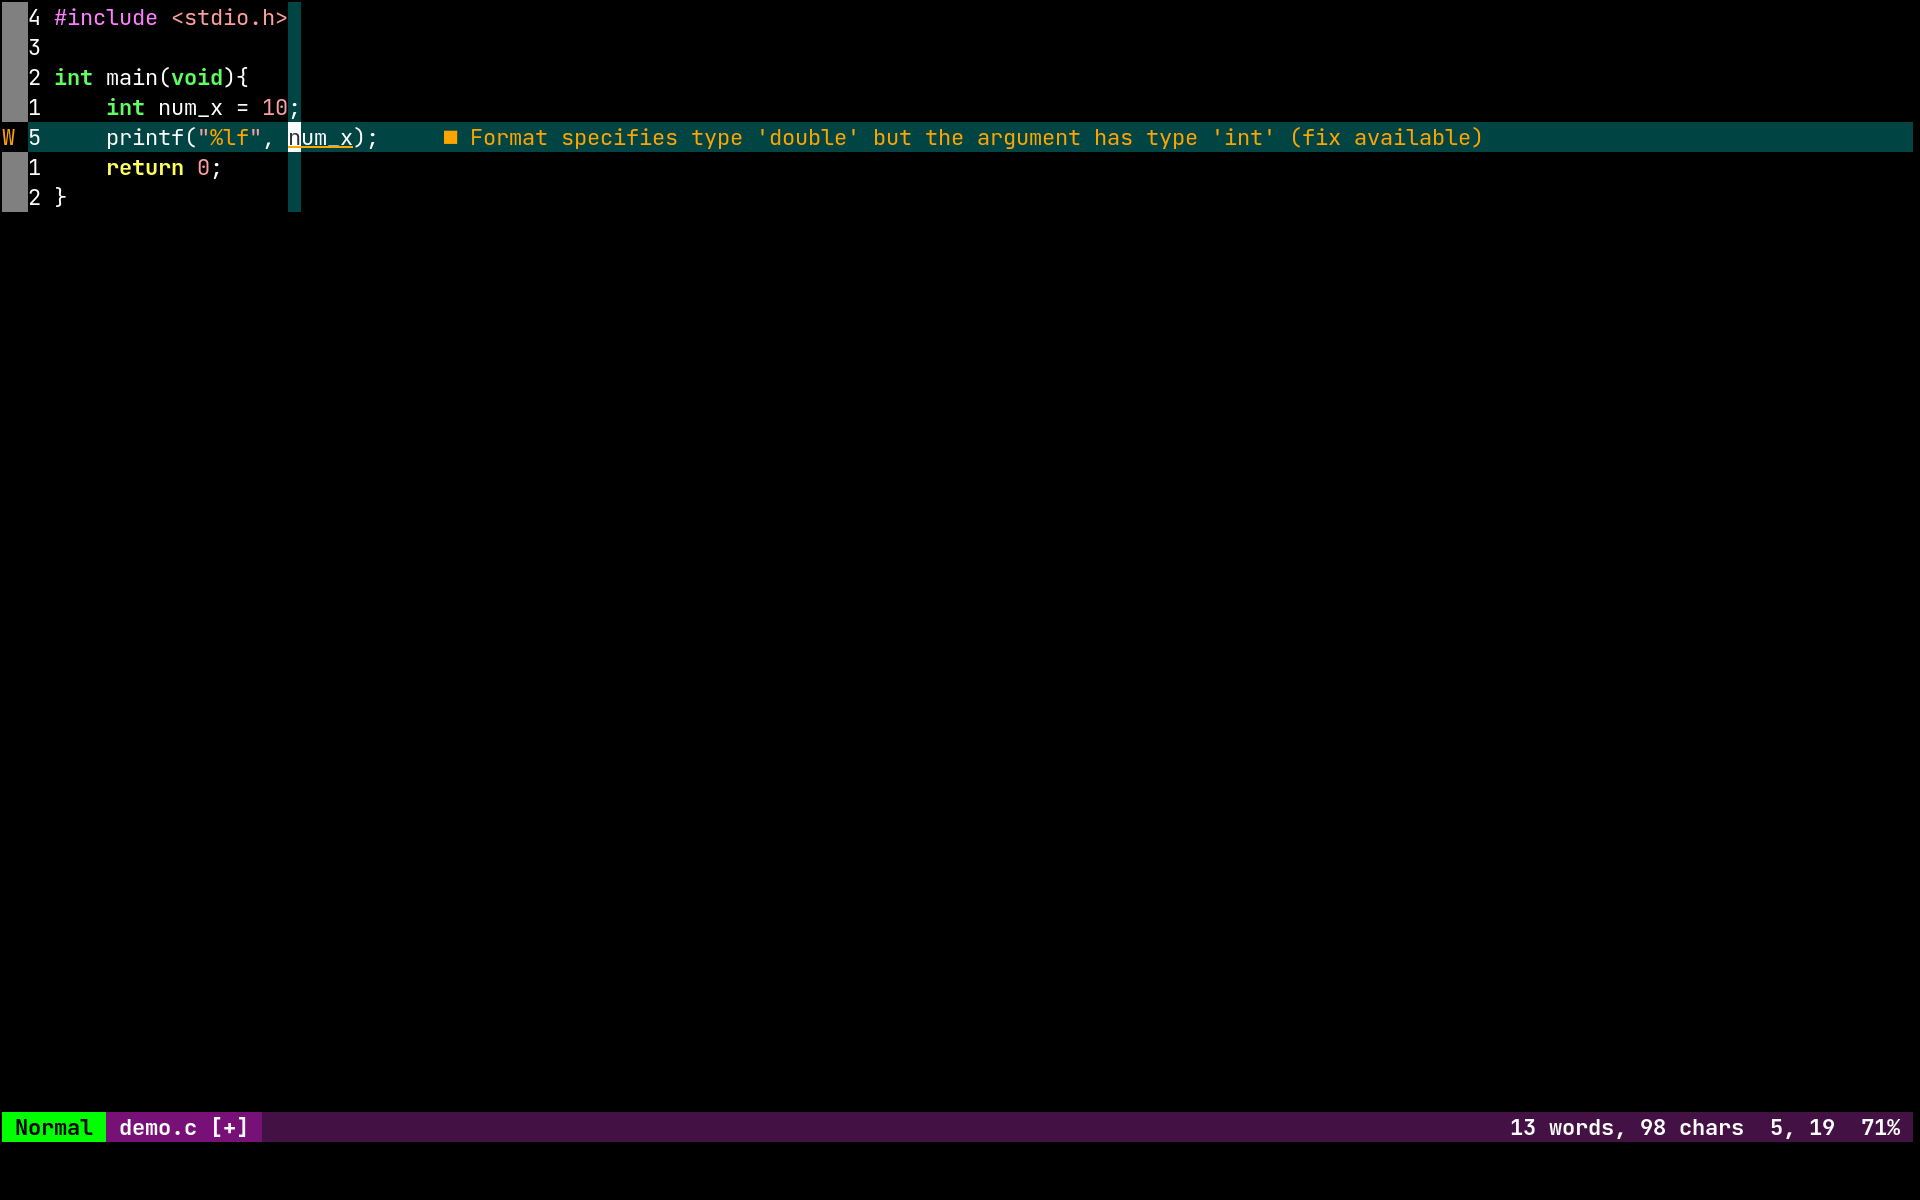 4 #include <stdio.h>
3
2 int main(void){
1     int num_x = 10;
W 5     printf("%lf", num_x);     ■ Format specifies type 'double' but the argument has type 'int' (fix available)
1     return 0;
2 }
Normal demo.c [+] 13 words, 98 chars 5, 19 71%